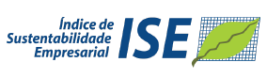 Índice de
Sustentabilidade
Empresarial
ISE